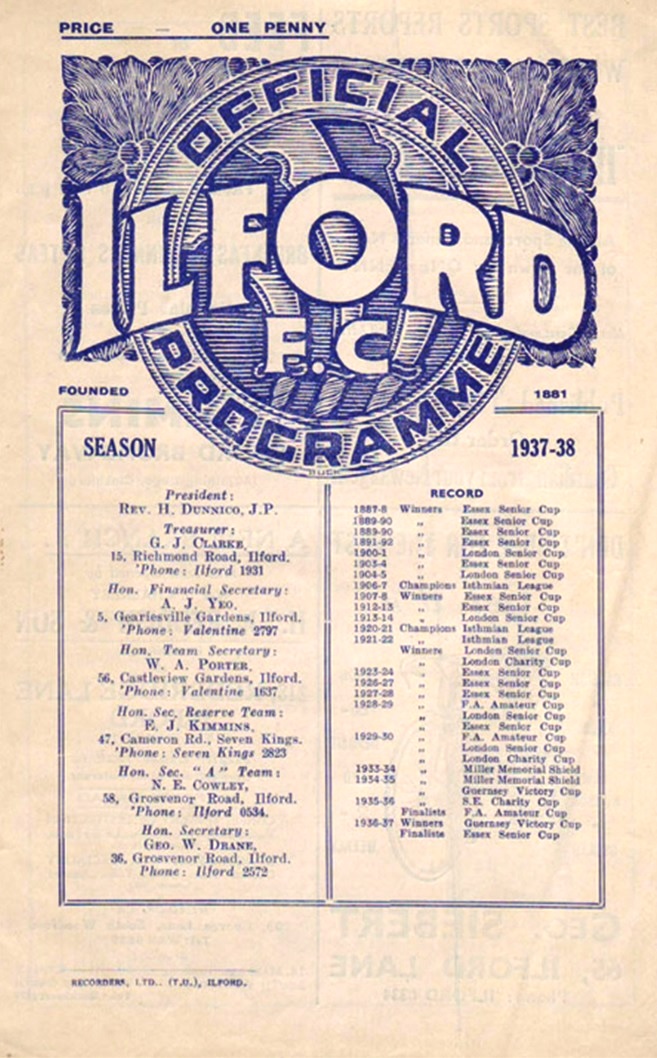 PRICE — ONE PENNY
OFFICIAL
ILFORD
F.C
PROGRAMME
FOUNDED 1881
SEASON 1937-38
President:
REV. H. DUNNICO, J.P.
Treasurer:
G. J. CLARKE,
15, Richmond Road, Ilford.
'Phone: Ilford 1931
Hon. Financial Secretary:
A. J. YEO,
5, Geariesville Gardens, Ilford.
'Phone: Valentine 2797
Hon. Team Secretary:
W. A. PORTER,
56, Castleview Gardens, Ilford.
'Phone: Valentine 1637
Hon. Sec. Reserve Team:
E. J. KIMMINS,
47, Cameron Rd., Seven Kings.
'Phone: Seven Kings 2823
Hon. Sec. "A" Team:
N. E. COWLEY,
58, Grosvenor Road, Ilford.
'Phone: Ilford 0534.
Hon. Secretary:
GEO. W. DRANE,
36, Grosvenor Road, Ilford.
Phone: Ilford 2572
RECORD
1887-8 Winners Essex Senior Cup
1889-90 " Essex Senior Cup
1889-90 " Essex Senior Cup
1891-92 " Essex Senior Cup
1900-1 " London Senior Cup
1903-4 " Essex Senior Cup
1904-5 " London Senior Cup
1906-7 Champions Isthmian League
1907-8 Winners Essex Senior Cup
1912-13 " Essex Senior Cup
1913-14 " London Senior Cup
1920-21 Champions Isthmian League
1921-22 " Isthmian League
Winners London Senior Cup
" London Charity Cup
1923-24 " Essex Senior Cup
1926-27 " Essex Senior Cup
1927-28 " Essex Senior Cup
1928-29 " F.A. Amateur Cup
" London Senior Cup
" Essex Senior Cup
1929-30 " F.A. Amateur Cup
" London Senior Cup
" London Charity Cup
1933-34 " Miller Memorial Shield
1934-35 " Miller Memorial Shield
" Guernsey Victory Cup
1935-36 " S.E. Charity Cup
Finalists F.A. Amateur Cup
1936-37 Winners Guernsey Victory Cup
Finalists Essex Senior Cup
RECORDERS, LTD.. (T.U.), ILFORD.